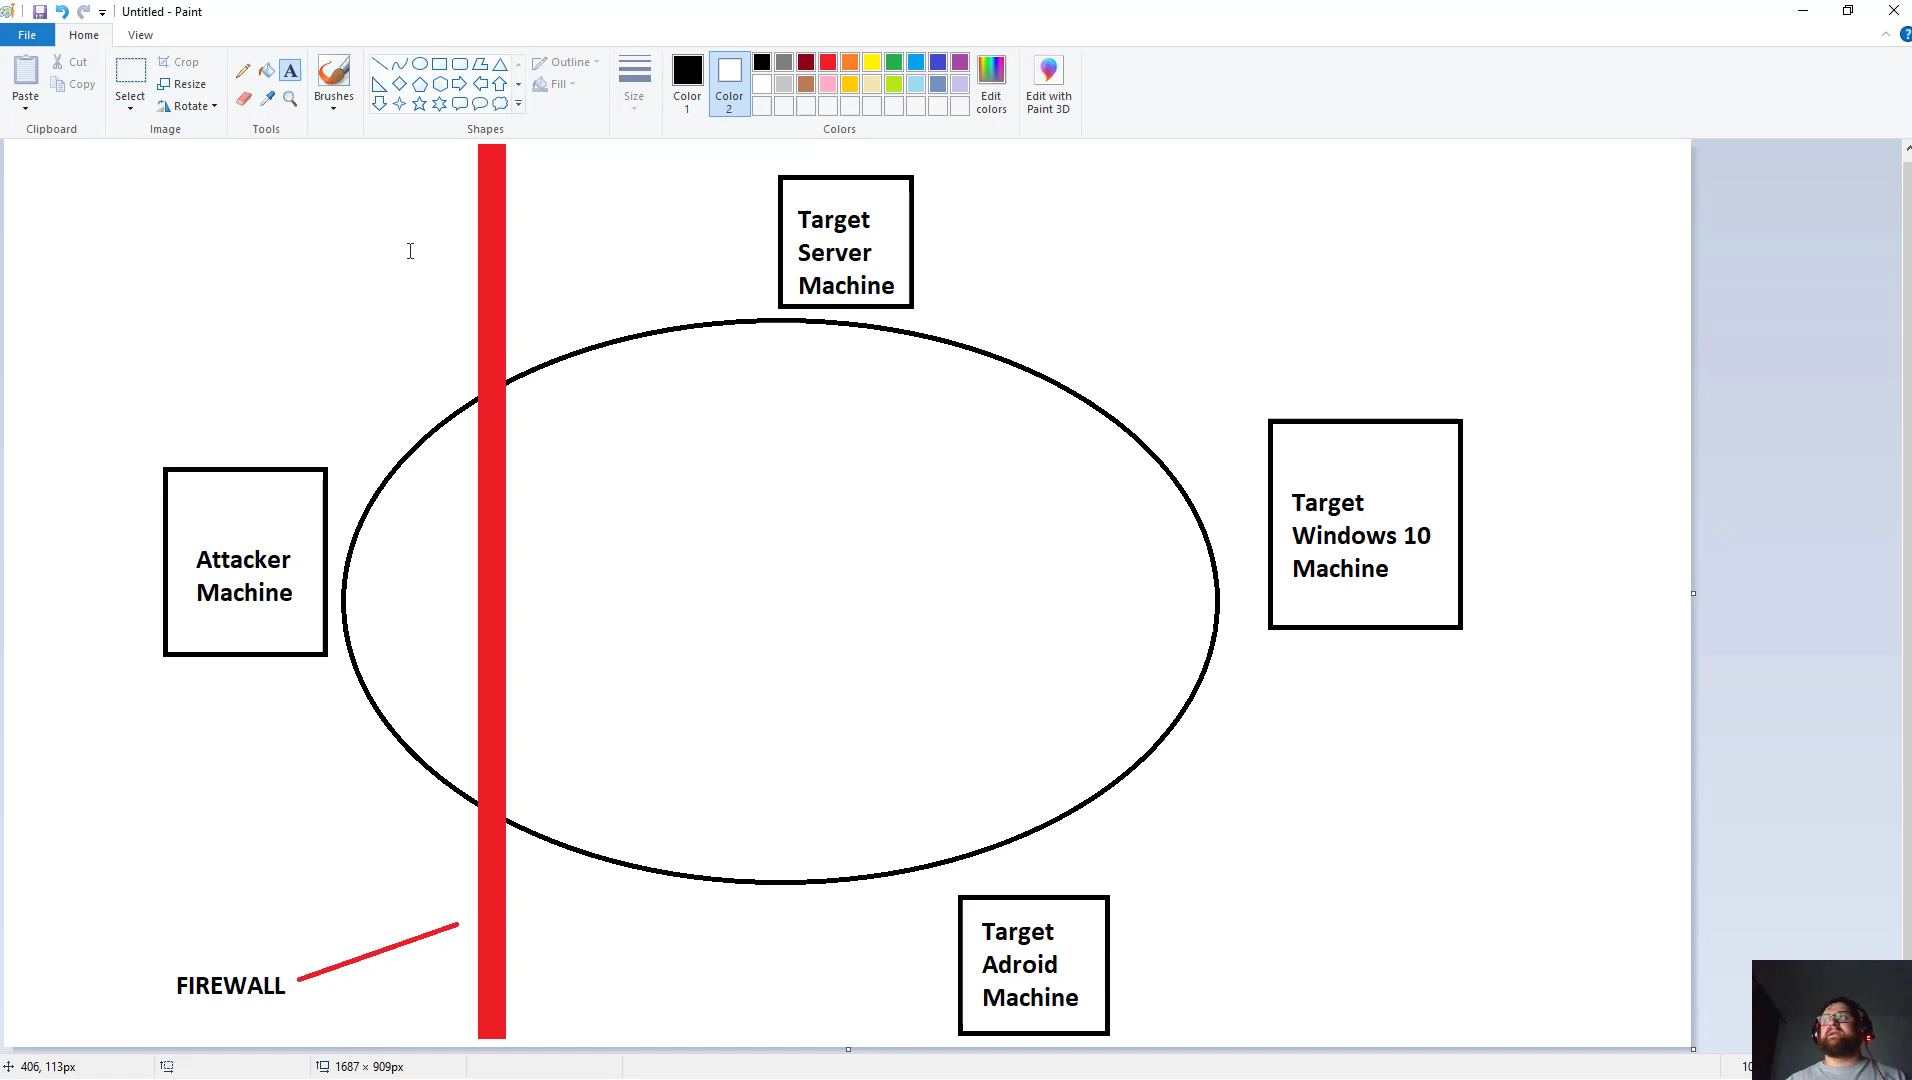 Untitled - Paint
File
Home
View
Paste
Cut
Copy
Clipboard
Select
Crop
Resize
Rotate
Image
A
Tools
Brushes
Shapes
Outline
Fill
Size
Color
1
Color
2
Colors
Edit
colors
Edit with
Paint 3D
?
Target
Server
Machine
Attacker
Machine
Target
Windows 10
Machine
FIREWALL
Target
Adroid
Machine
406, 113px
1687 × 909px